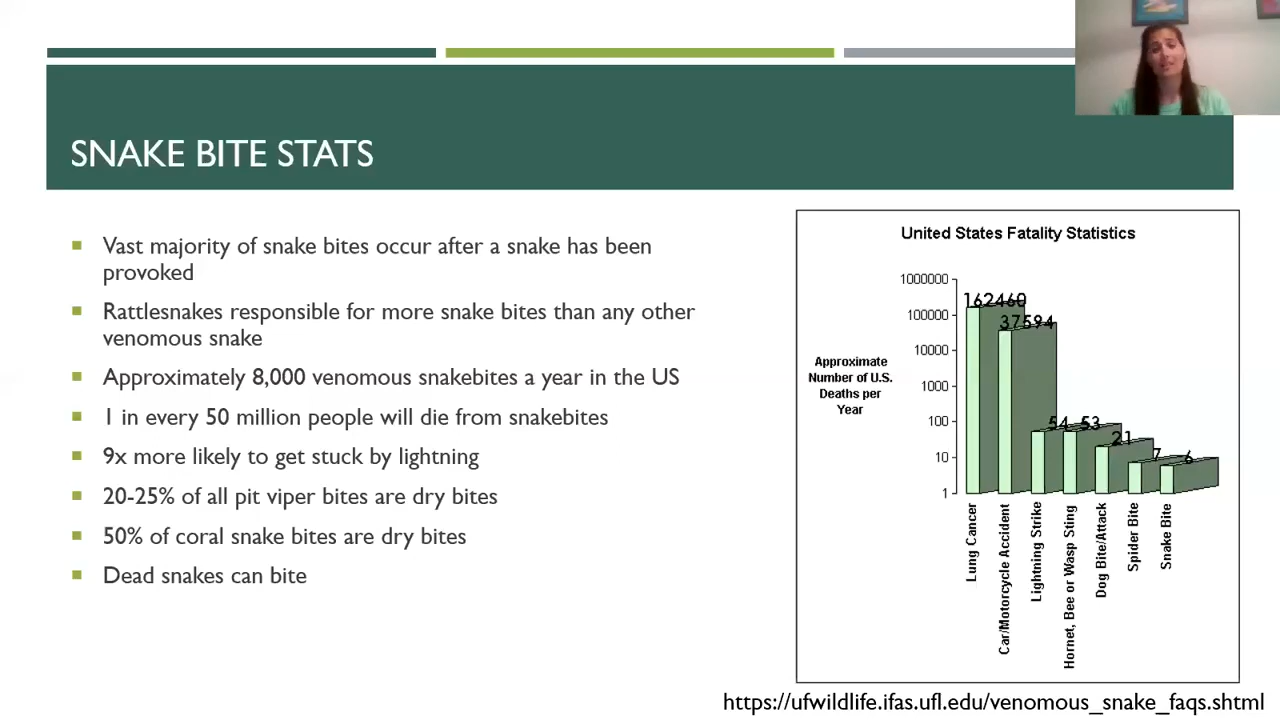 SNAKE BITE STATS
Vast majority of snake bites occur after a snake has been
provoked
Rattlesnakes responsible for more snake bites than any other
venomous snake
Approximately 8,000 venomous snakebites a year in the US
1 in every 50 million people will die from snakebites
9x more likely to get stuck by lightning
20-25% of all pit viper bites are dry bites
50% of coral snake bites are dry bites
Dead snakes can bite
United States Fatality Statistics
Approximate
Number of U.S.
Deaths per
Year
1000000
100000
10000
1000
100
10
1
162460
37594
54
53
21
7
6
Lung Cancer
Car/Motorcycle Accident
Lightning Strike
Hornet, Bee or Wasp Sting
Dog Bite/Attack
Spider Bite
Snake Bite
https://ufwildlife.ifas.ufl.edu/venomous_snake_faqs.shtml